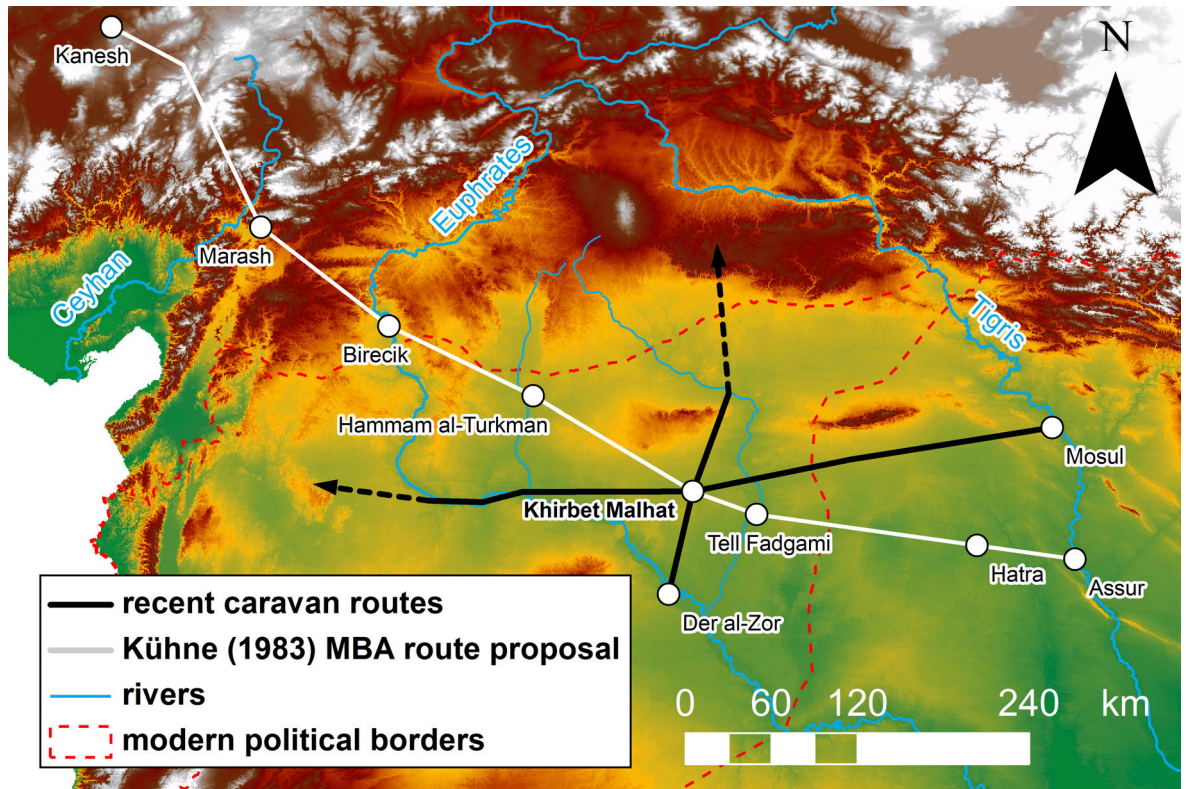 Kanesh
N
Euphrates
Marash
Ceyhan
Tigris
Birecik
Hammam al-Turkman
Mosul
Khirbet Malhat
Tell Fadgami
Hatra
Assur
Der al-Zor
recent caravan routes
Kühne (1983) MBA route proposal
rivers
modern political borders
0 60 120 240 km